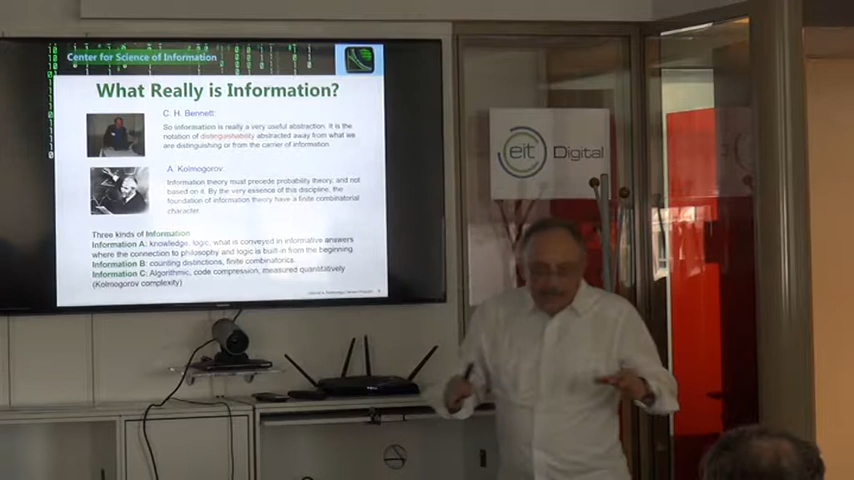 Center for Science of Information
What Really is Information?
C. H. Bennett:
So information is really a very useful abstraction. It is the
notation of distinguishability abstracted away from what we
are distinguishing or from the carrier of information.
A. Kolmogorov:
Information theory must precede probability theory, and not
based on it. By the very essence of this discipline, the
foundation of information theory have a finite combinatorial
character.
Three kinds of Information
Information A: knowledge, logic, what is conveyed in informative answers
where the connection to philosophy and logic is built-in from the beginning.
Information B: counting distinctions, finite combinatorics.
Information C: Algorithmic, code compression, measured quantitatively
(Kolmogorov complexity)
eit Digital